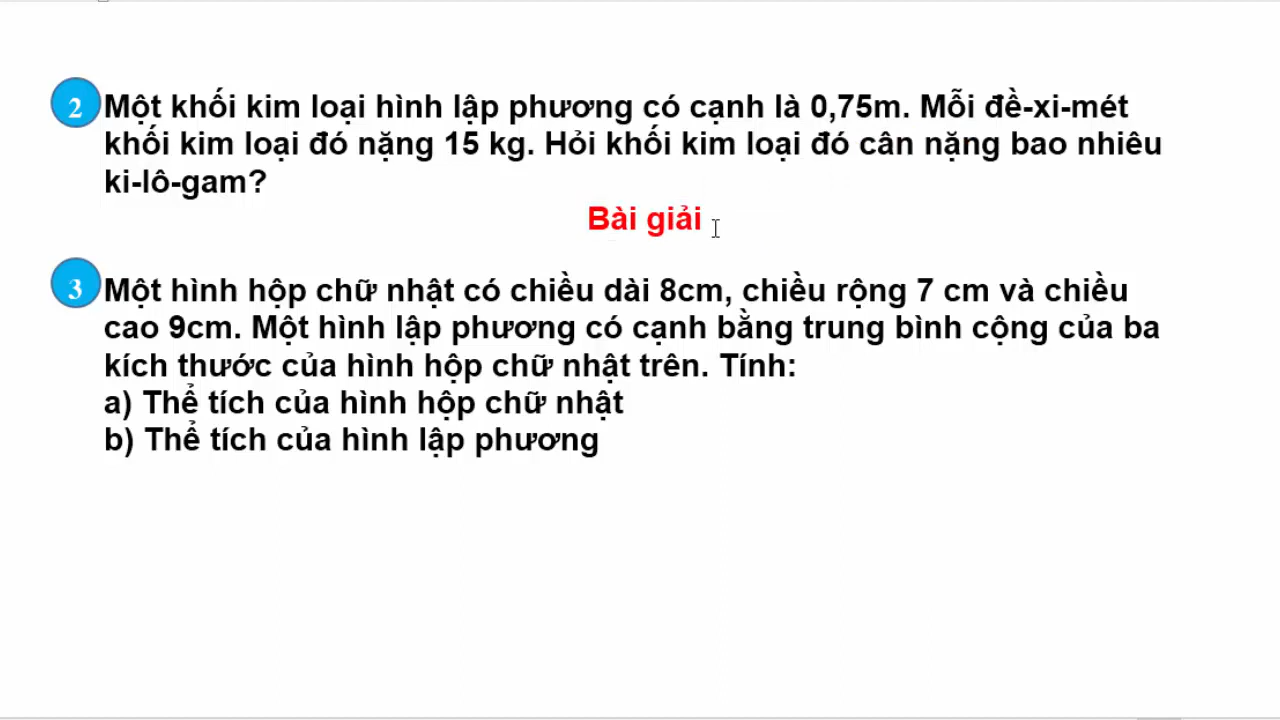 2 Một khối kim loại hình lập phương có cạnh là 0,75m. Mỗi đề-xi-mét
khối kim loại đó nặng 15 kg. Hỏi khối kim loại đó cân nặng bao nhiêu
ki-lô-gam?
Bài giải
3 Một hình hộp chữ nhật có chiều dài 8cm, chiều rộng 7 cm và chiều
cao 9cm. Một hình lập phương có cạnh bằng trung bình cộng của ba
kích thước của hình hộp chữ nhật trên. Tính:
a) Thể tích của hình hộp chữ nhật
b) Thể tích của hình lập phương